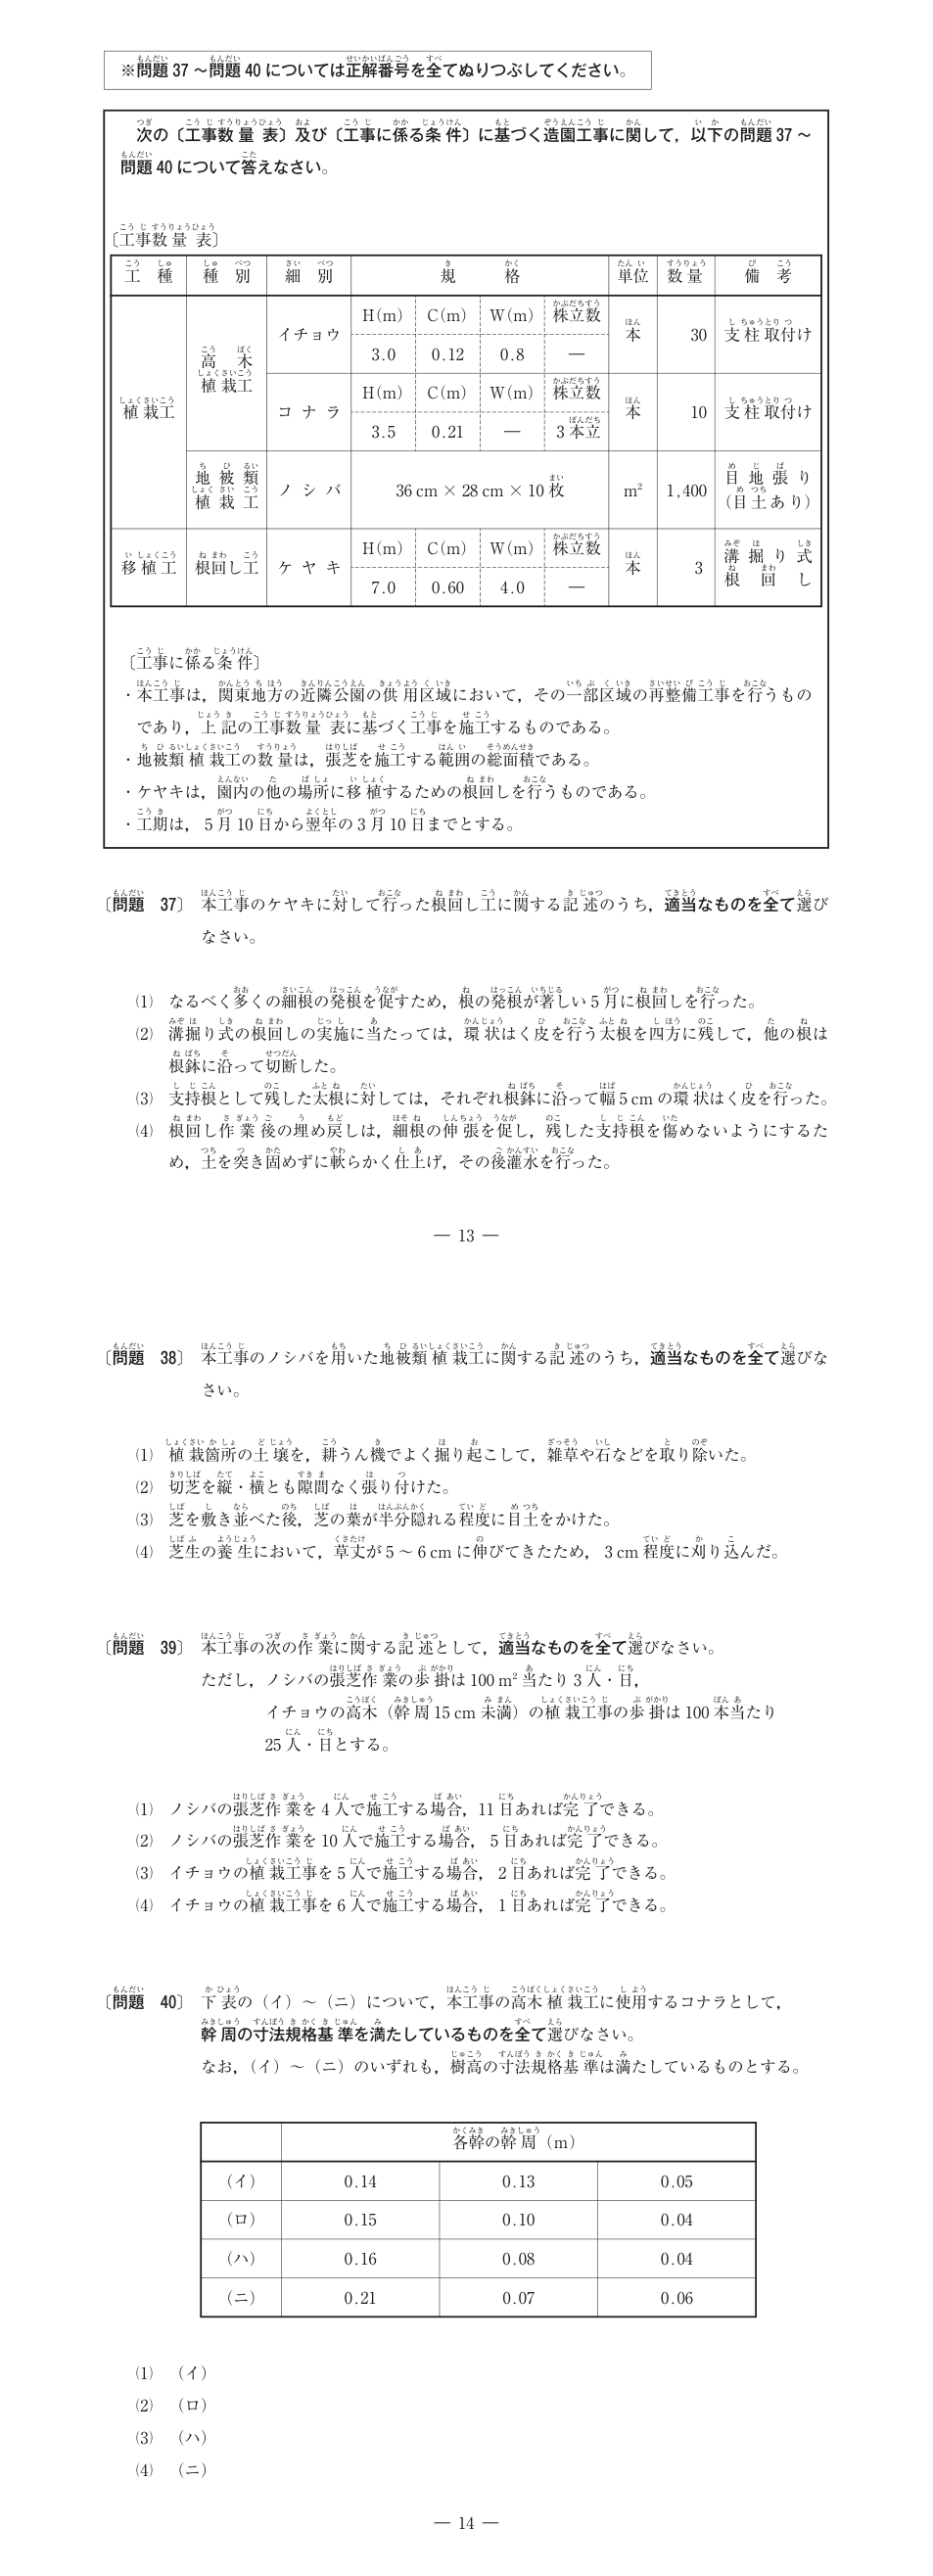 ※問題 37 ～問題 40 については正解番号を全てぬりつぶしてください。
次の〔工事数量表〕及び〔工事に係る条件〕に基づく造園工事に関して，以下の問題 37 ～
問題 40 について答えなさい。
〔工事数量表〕
工　種　種　別　細　別　規　格　単位　数量　備　考
植栽工　高木植栽工　イチョウ　H(m)　C(m)　W(m)　株立数　本　30　支柱取付け
3.0　0.12　0.8　—
コナラ　H(m)　C(m)　W(m)　株立数　本　10　支柱取付け
3.5　0.21　—　3 本立
地被類植栽工　ノシバ　36 cm × 28 cm × 10 枚　m²　1,400　目地張り（目土あり）
移植工　根回し工　ケヤキ　H(m)　C(m)　W(m)　株立数　本　3　溝掘り式根回し
7.0　0.60　4.0　—
〔工事に係る条件〕
・本工事は，関東地方の近隣公園の供用区域において，その一部区域の再整備工事を行うもの
であり，上記の工事数量表に基づく工事を施工するものである。
・地被類植栽工の数量は，張芝を施工する範囲の総面積である。
・ケヤキは，園内の他の場所に移植するための根回しを行うものである。
・工期は，5 月 10 日から翌年の 3 月 10 日までとする。
〔問題　37〕　本工事のケヤキに対して行った根回し工に関する記述のうち，適当なものを全て選び
なさい。
(1)　なるべく多くの細根の発根を促すため，根の発根が著しい 5 月に根回しを行った。
(2)　溝掘り式の根回しの実施に当たっては，環状はく皮を行う太根を四方に残して，他の根は
根鉢に沿って切断した。
(3)　支持根として残した太根に対しては，それぞれ根鉢に沿って幅 5 cm の環状はく皮を行った。
(4)　根回し作業後の埋め戻しは，細根の伸張を促し，残した支持根を傷めないようにするた
め，土を突き固めずに軟らかく仕上げ，その後灌水を行った。
— 13 —
〔問題　38〕　本工事のノシバを用いた地被類植栽工に関する記述のうち，適当なものを全て選びな
さい。
(1)　植栽箇所の土壌を，耕うん機でよく掘り起こして，雑草や石などを取り除いた。
(2)　切芝を縦・横とも隙間なく張り付けた。
(3)　芝を敷き並べた後，芝の葉が半分隠れる程度に目土をかけた。
(4)　芝生の養生において，草丈が 5 ～ 6 cm に伸びてきたため，3 cm 程度に刈り込んだ。
〔問題　39〕　本工事の次の作業に関する記述として，適当なものを全て選びなさい。
ただし，ノシバの張芝作業の歩掛は 100 m² 当たり 3 人・日，
イチョウの高木（幹周 15 cm 未満）の植栽工事の歩掛は 100 本当たり
25 人・日とする。
(1)　ノシバの張芝作業を 4 人で施工する場合，11 日あれば完了できる。
(2)　ノシバの張芝作業を 10 人で施工する場合，5 日あれば完了できる。
(3)　イチョウの植栽工事を 5 人で施工する場合，2 日あれば完了できる。
(4)　イチョウの植栽工事を 6 人で施工する場合，1 日あれば完了できる。
〔問題　40〕　下表の（イ）～（ニ）について，本工事の高木植栽工に使用するコナラとして，
幹周の寸法規格基準を満たしているものを全て選びなさい。
なお，（イ）～（ニ）のいずれも，樹高の寸法規格基準は満たしているものとする。
各幹の幹周（m）
（イ）　0.14　0.13　0.05
（ロ）　0.15　0.10　0.04
（ハ）　0.16　0.08　0.04
（ニ）　0.21　0.07　0.06
(1)　（イ）
(2)　（ロ）
(3)　（ハ）
(4)　（ニ）
— 14 —